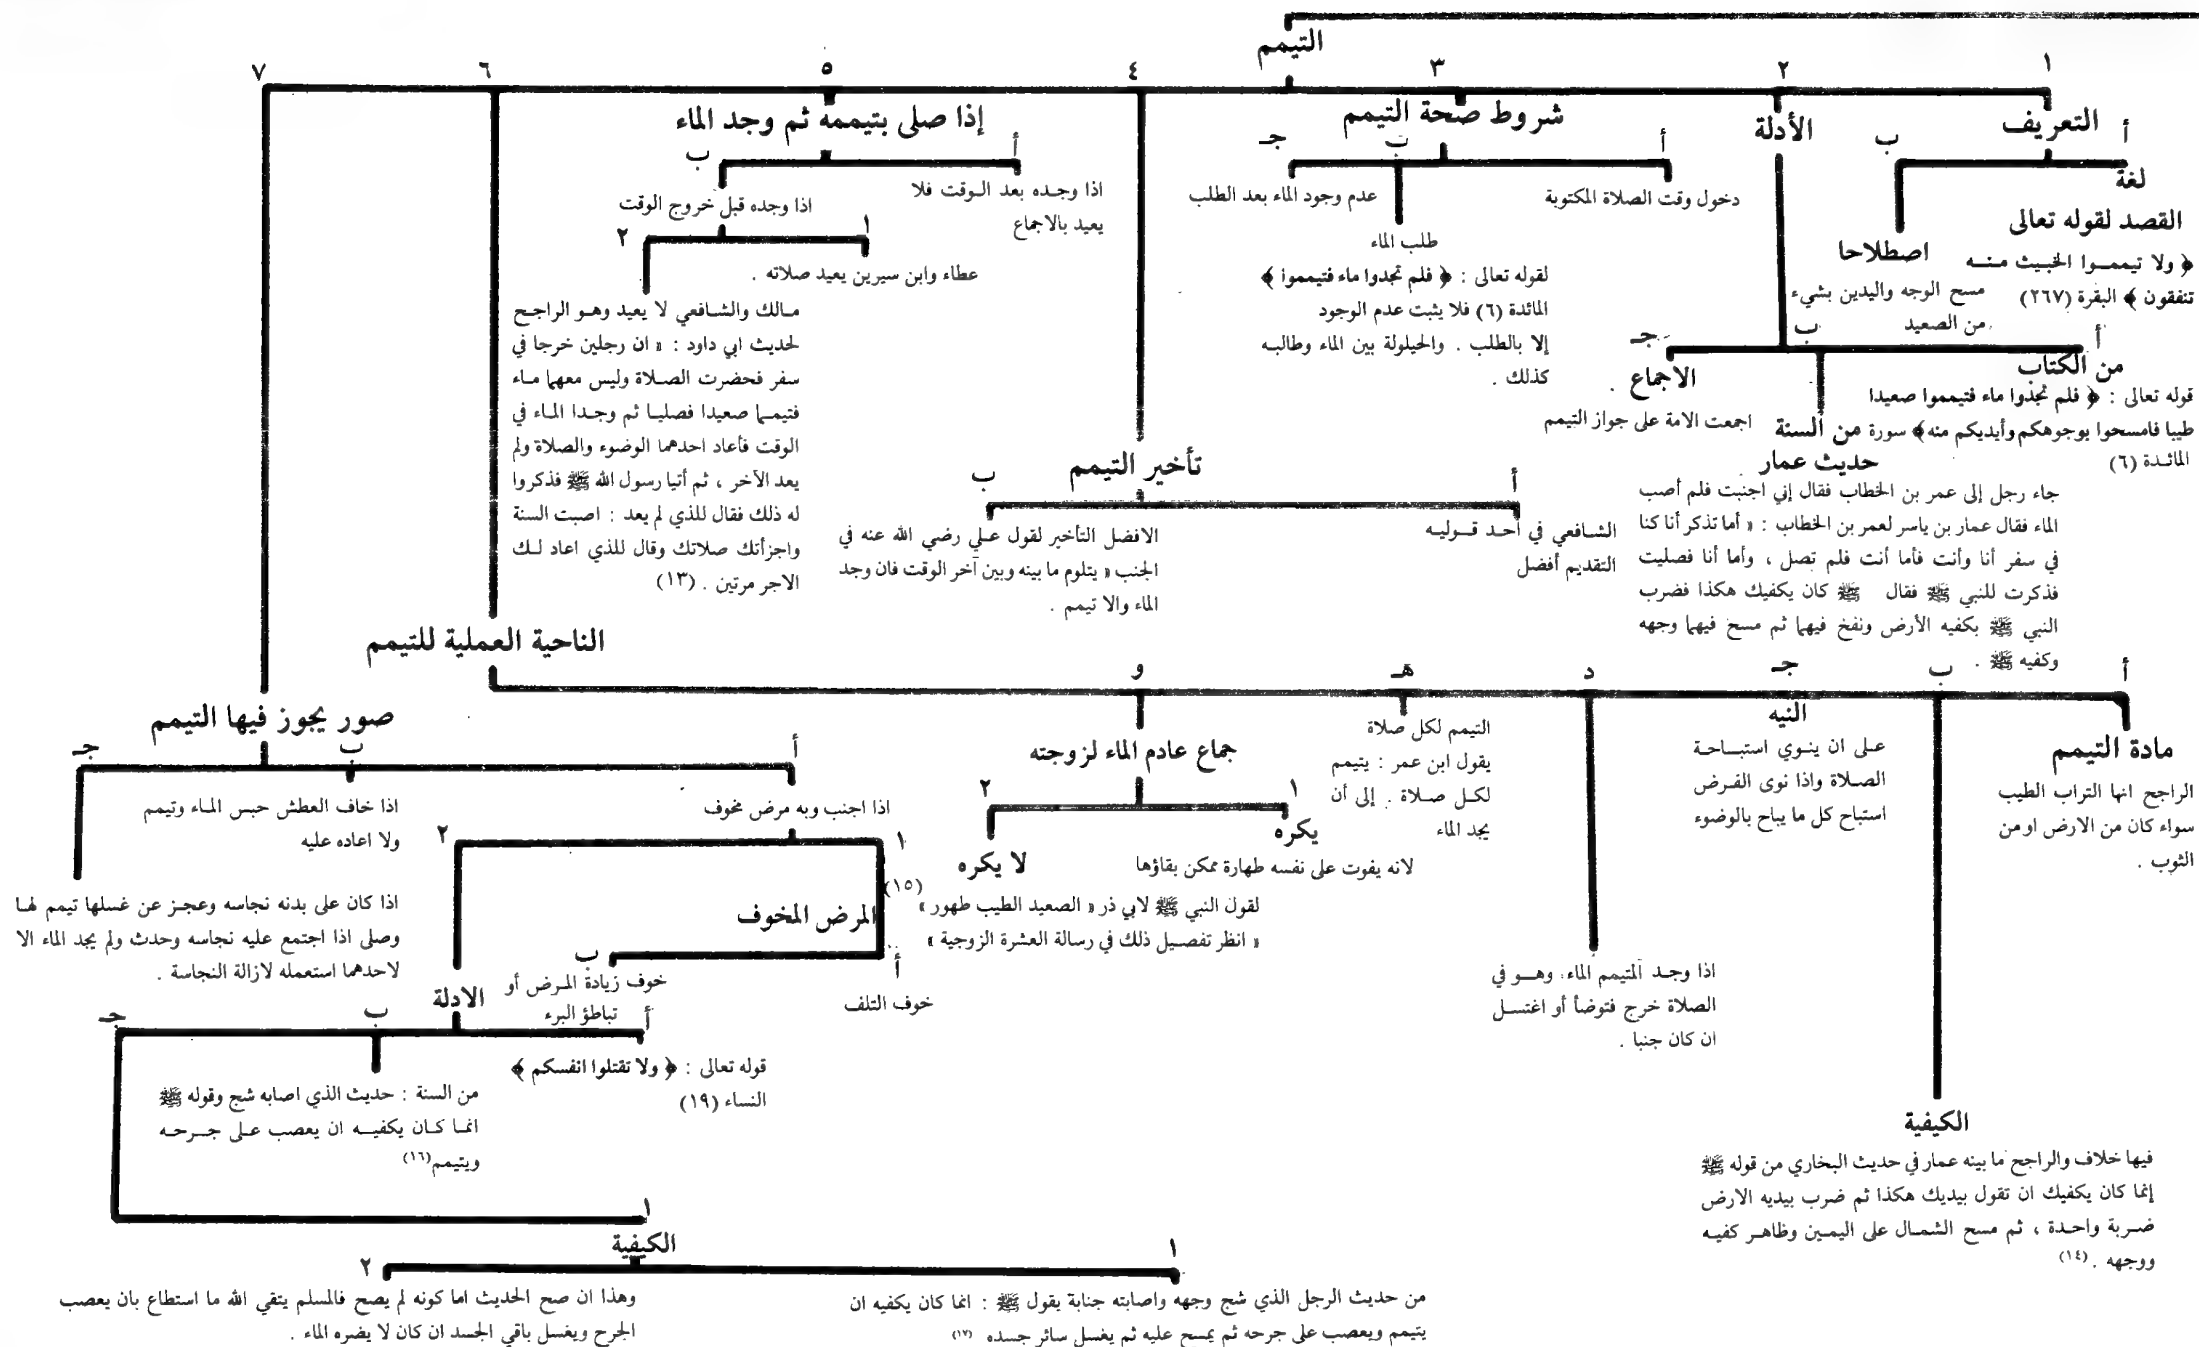 التيمم
١
التعريف
أ
لغة
القصد لقوله تعالى
﴿ ولا تيممـوا الخبيث منـه
تنفقون ﴾ البقرة (٢٦٧)
ب
اصطلاحا
مسح الوجه واليدين بشيء
من الصعيد
٢
الأدلة
أ
من الكتاب
قوله تعالى : ﴿ فلم تجدوا ماء فتيمموا صعيدا
طيبا فامسحوا بوجوهكم وأيديكم منه﴾ سورة
المائدة (٦)
ب
من السنة
حديث عمار
جاء رجل إلى عمر بن الخطاب فقال إني اجنبت فلم أصب
الماء فقال عمار بن ياسر لعمر بن الخطاب : « أما تذكر أنا كنا
في سفر أنا وأنت فأما أنت فلم تصل ، وأما أنا فصليت
فذكرت للنبي ﷺ فقال ﷺ كان يكفيك هكذا فضرب
النبي ﷺ بكفيه الأرض ونفخ فيهما ثم مسح فيهما وجهه
وكفيه ﷺ .
جـ
الاجماع .
اجمعت الامة على جواز التيمم
٣
شروط صحة التيمم
أ
دخول وقت الصلاة المكتوبة
ب
طلب الماء
لقوله تعالى : ﴿ فلم تجدوا ماء فتيمموا ﴾
المائدة (٦) فلا يثبت عدم الوجود
إلا بالطلب . والحيلولة بين الماء وطالبه
كذلك .
جـ
عدم وجود الماء بعد الطلب
٤
تأخير التيمم
أ
الشافعي في أحد قوليه
التقديم أفضل
ب
الافضل التأخير لقول علي رضي الله عنه في
الجنب « يتلوم ما بينه وبين آخر الوقت فان وجد
الماء والا تيمم .
٥
إذا صلى بتيممه ثم وجد الماء
أ
اذا وجده بعد الوقت فلا
يعيد بالاجماع
ب
اذا وجده قبل خروج الوقت
١
عطاء وابن سيرين يعيد صلاته .
٢
مالك والشافعي لا يعيد وهو الراجح
لحديث ابي داود : « ان رجلين خرجا في
سفر فحضرت الصلاة وليس معهما ماء
فتيمما صعيدا فصليا ثم وجدا الماء في
الوقت فأعاد احدهما الوضوء والصلاة ولم
يعد الآخر ، ثم أتيا رسول الله ﷺ فذكروا
له ذلك فقال للذي لم يعد : اصبت السنة
واجزأتك صلاتك وقال للذي اعاد لك
الاجر مرتين . (١٣)
٦
الناحية العملية للتيمم
أ
مادة التيمم
الراجح انها التراب الطيب
سواء كان من الارض او من
الثوب .
ب
الكيفية
فيها خلاف والراجح ما بينه عمار في حديث البخاري من قوله ﷺ
إنما كان يكفيك ان تقول بيديك هكذا ثم ضرب بيديه الارض
ضربة واحدة ، ثم مسح الشمال على اليمين وظاهر كفيه
ووجهه . (١٤)
جـ
النيه
على ان ينوي استباحة
الصلاة واذا نوى الفرض
استباح كل ما يباح بالوضوء
د
اذا وجد المتيمم الماء وهو في
الصلاة خرج فتوضأ أو اغتسل
ان كان جنبا .
هـ
التيمم لكل صلاة
يقول ابن عمر : يتيمم
لكل صلاة . إلى أن
يجد الماء
و
جماع عادم الماء لزوجته
١
يكره
لانه يفوت على نفسه طهارة ممكن بقاؤها
٢
لا يكره
لقول النبي ﷺ لابي ذر « الصعيد الطيب طهور »
« انظر تفصيل ذلك في رسالة العشرة الزوجية »
(١٥)
٧
صور يجوز فيها التيمم
أ
اذا اجنب وبه مرض مخوف
١
المرض المخوف
أ
خوف التلف
ب
خوف زيادة المرض أو
تباطؤ البرء
٢
الادلة
أ
قوله تعالى : ﴿ ولا تقتلوا انفسكم ﴾
النساء (١٩)
ب
من السنة : حديث الذي اصابه شج وقوله ﷺ
انما كان يكفيه ان يعصب على جرحه
ويتيمم (١٦)
جـ
١
الكيفية
١
من حديث الرجل الذي شج وجهه واصابته جنابة يقول ﷺ : انما كان يكفيه ان
يتيمم ويعصب على جرحه ثم يمسح عليه ثم يغسل سائر جسده (١٧)
٢
وهذا ان صح الحديث اما كونه لم يصح فالمسلم يتقي الله ما استطاع بان يعصب
الجرح ويغسل باقي الجسد ان كان لا يضره الماء .
ب
اذا خاف العطش حبس الماء وتيمم
ولا اعاده عليه
جـ
اذا كان على بدنه نجاسه وعجز عن غسلها تيمم لها
وصلى اذا اجتمع عليه نجاسه وحدث ولم يجد الماء الا
لاحدهما استعمله لازالة النجاسة .